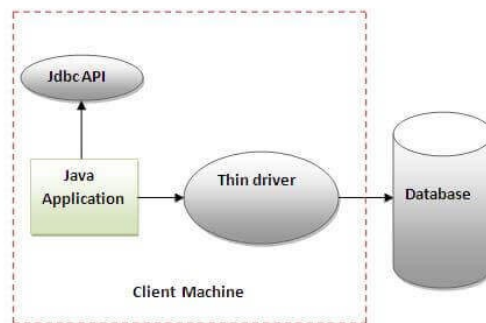 Jdbc API
Java
Application
Thin driver
Database
Client Machine